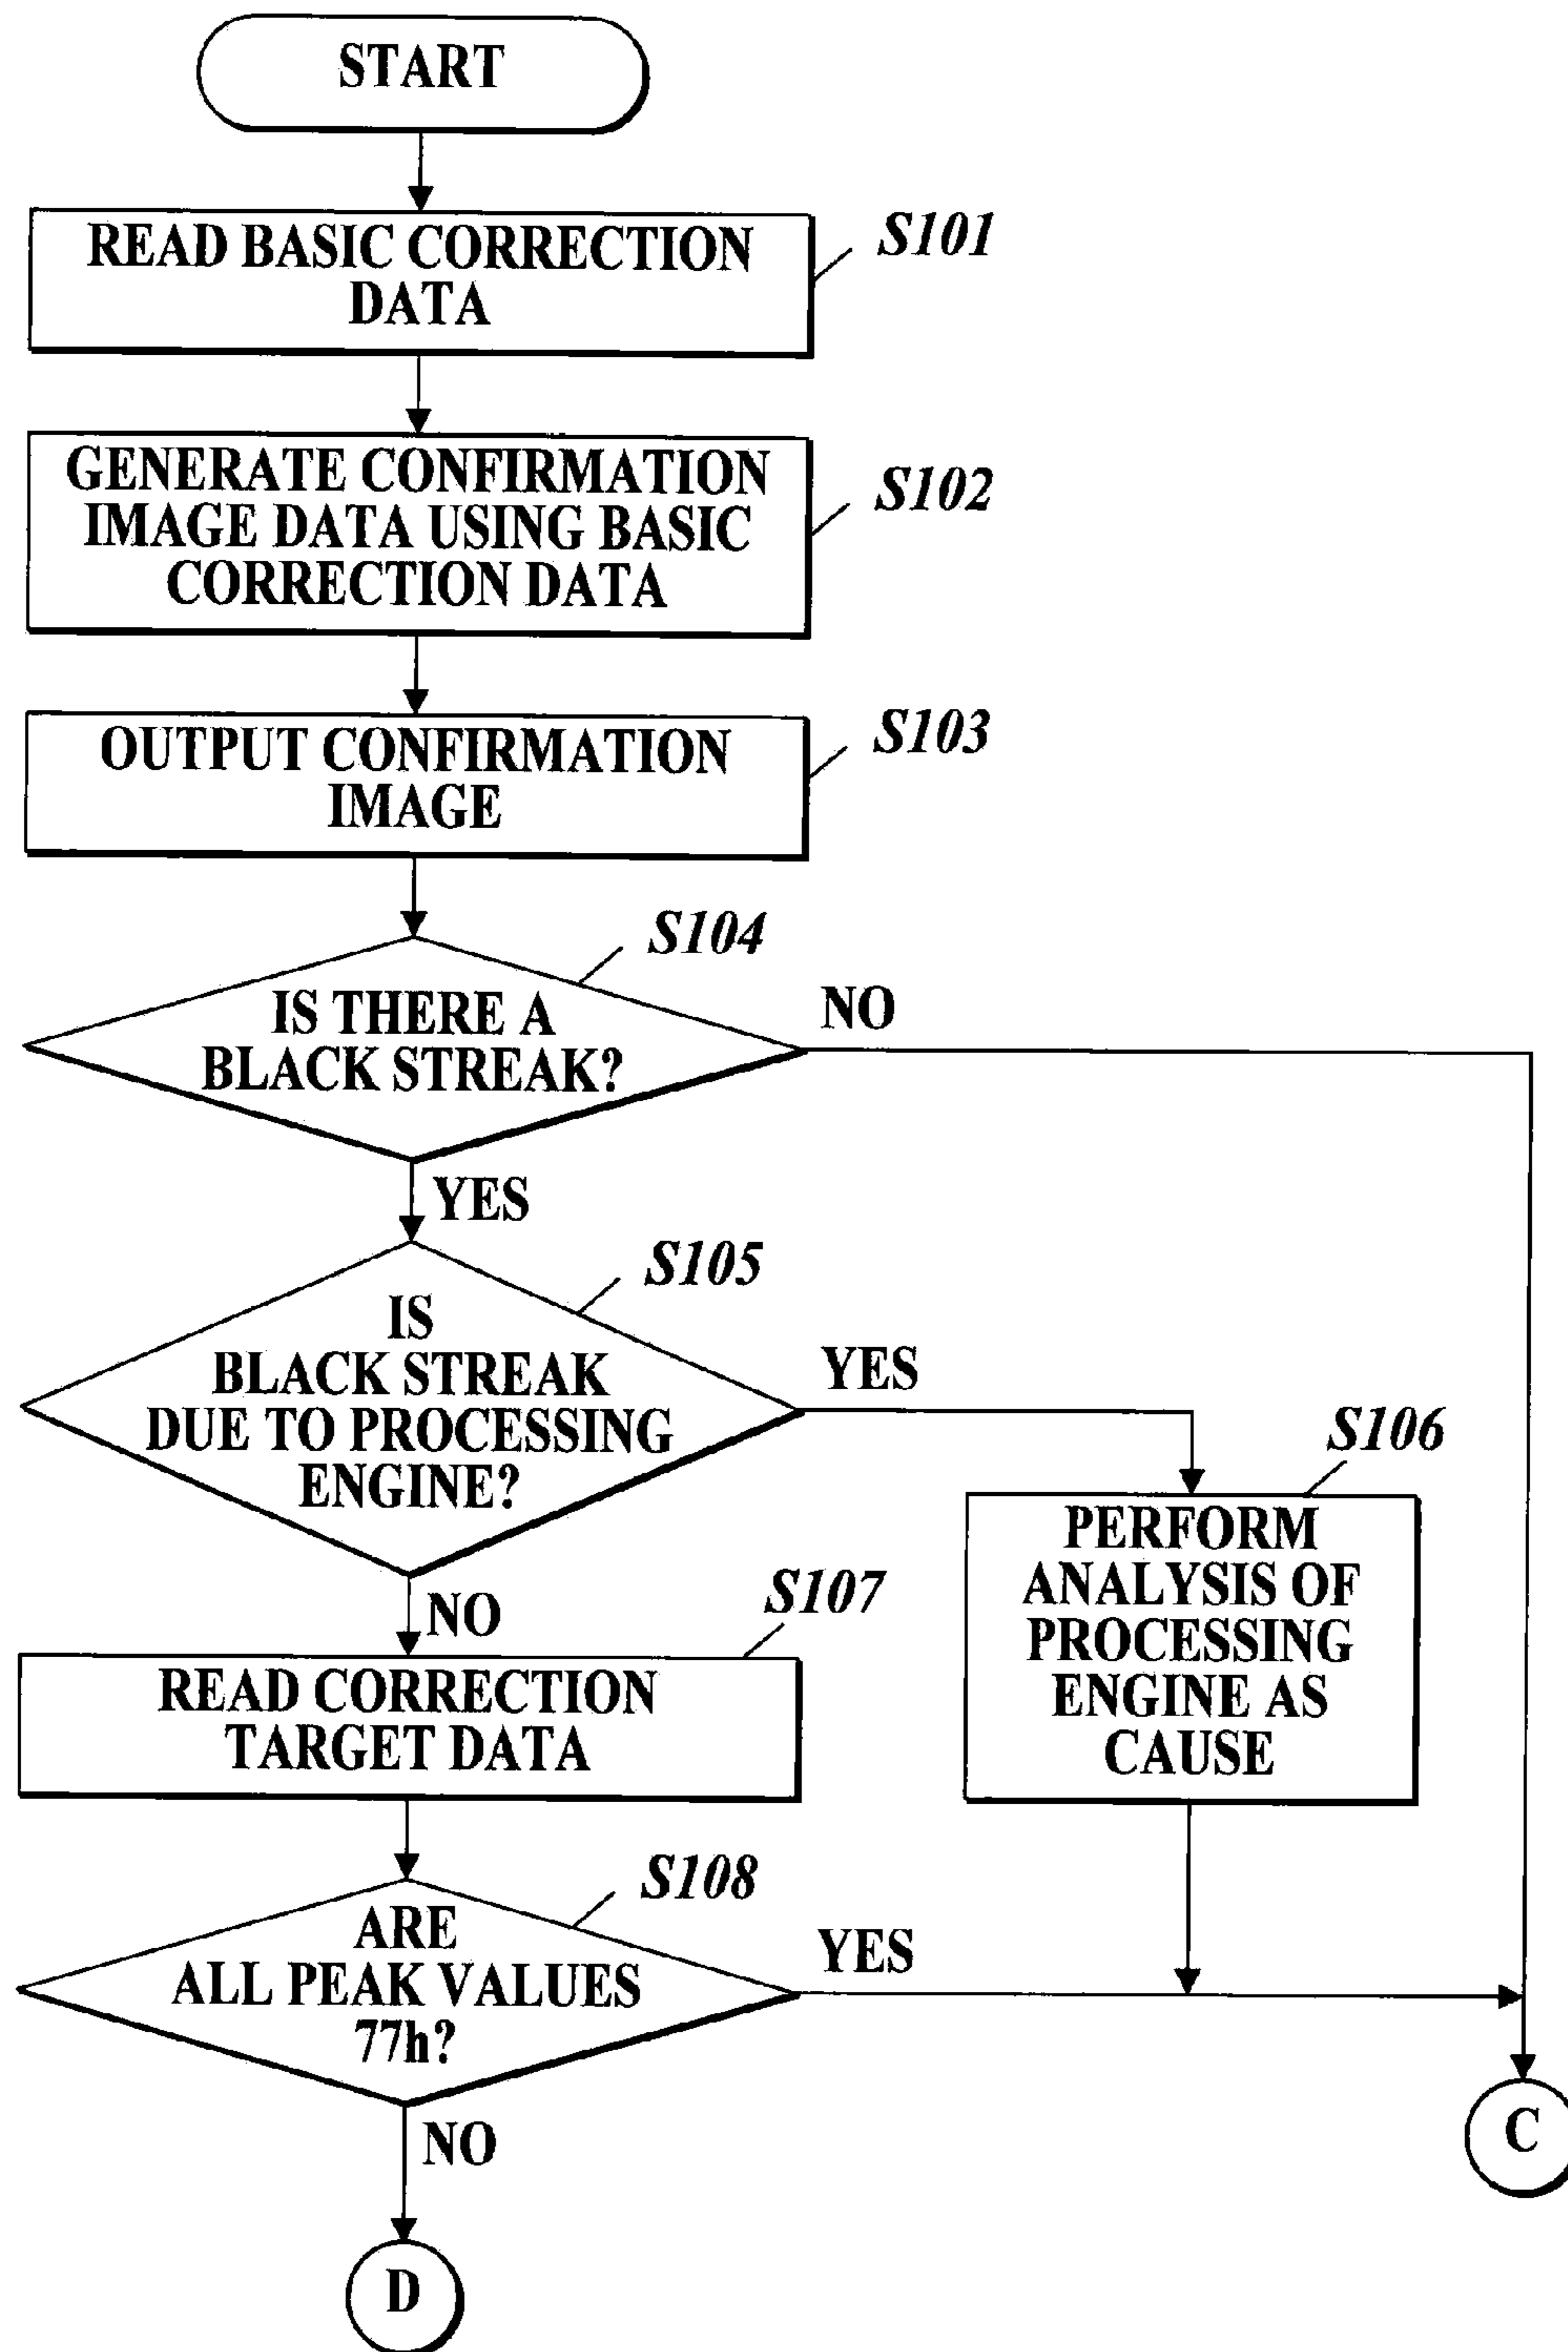 START
READ BASIC CORRECTION
DATA
S101
GENERATE CONFIRMATION
IMAGE DATA USING BASIC
CORRECTION DATA
S102
OUTPUT CONFIRMATION
IMAGE
S103
S104
IS THERE A
BLACK STREAK?
NO
YES
S105
IS
BLACK STREAK
DUE TO PROCESSING
ENGINE?
YES
S106
PERFORM
ANALYSIS OF
PROCESSING
ENGINE AS
CAUSE
NO
S107
READ CORRECTION
TARGET DATA
S108
ARE
ALL PEAK VALUES
77h?
YES
NO
C
D